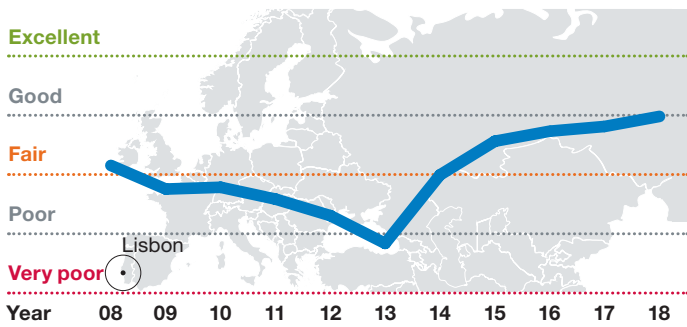 Excellent
Good
Fair
Poor
Lisbon
Very poor
Year 08 09 10 11 12 13 14 15 16 17 18